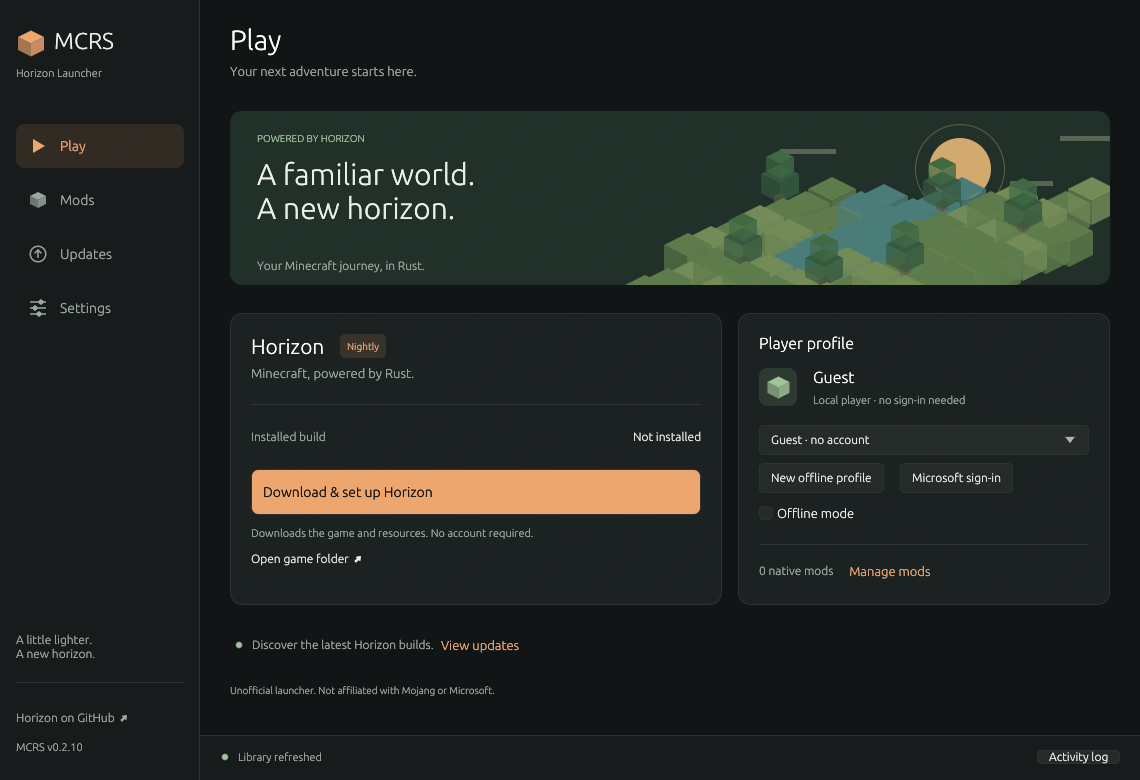 MCRS
Horizon Launcher
Play
Mods
Updates
Settings
A little lighter.
A new horizon.
Horizon on GitHub
MCRS v0.2.10
Play
Your next adventure starts here.
POWERED BY HORIZON
A familiar world.
A new horizon.
Your Minecraft journey, in Rust.
Horizon Nightly
Minecraft, powered by Rust.
Installed build Not installed
Download & set up Horizon
Downloads the game and resources. No account required.
Open game folder
Player profile
Guest
Local player · no sign-in needed
Guest · no account
New offline profile Microsoft sign-in
Offline mode
0 native mods Manage mods
Discover the latest Horizon builds. View updates
Unofficial launcher. Not affiliated with Mojang or Microsoft.
Library refreshed Activity log